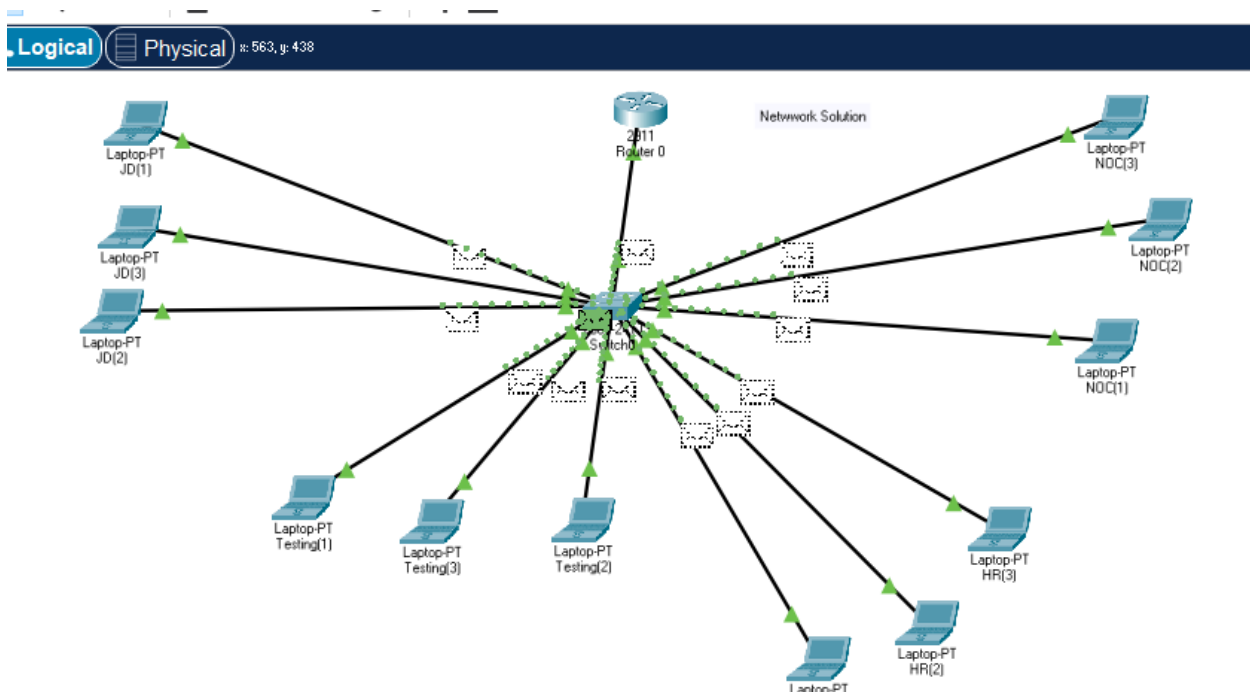 Logical
Physical
x: 563, y: 438
Netwwork Solution
2911
Router 0
Laptop-PT
JD(1)
Laptop-PT
NOC(3)
Laptop-PT
JD(3)
Laptop-PT
NOC(2)
Laptop-PT
JD(2)
Switch0
Laptop-PT
NOC(1)
Laptop-PT
Testing(1)
Laptop-PT
Testing(3)
Laptop-PT
Testing(2)
Laptop-PT
HR(3)
Laptop-PT
HR(2)
Laptop-PT